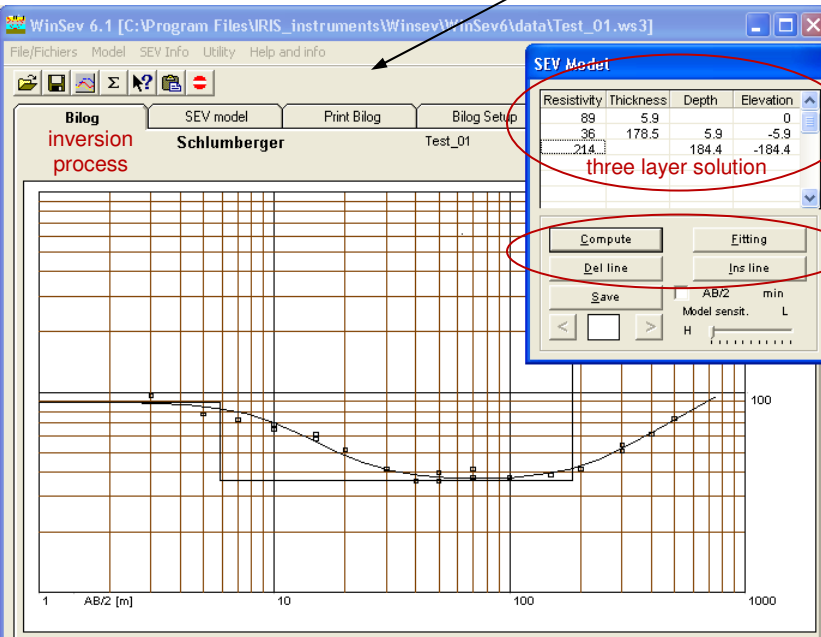 WinSev 6.1 [C:\Program Files\IRIS_instruments\Winsev\WinSev6\data\Test_01.ws3]
File/Fichiers Model SEV Info Utility Help and info
Σ
Bilog SEV model Print Bilog Bilog Setup
inversion process
Schlumberger Test_01
SEV Model
Resistivity Thickness Depth Elevation
89 5.9 0
36 178.5 5.9 -5.9
214 184.4 -184.4
three layer solution
Compute Fitting
Del line Ins line
Save AB/2 min
Model sensit. L
< > H
100
1 AB/2 [m] 10 100 1000